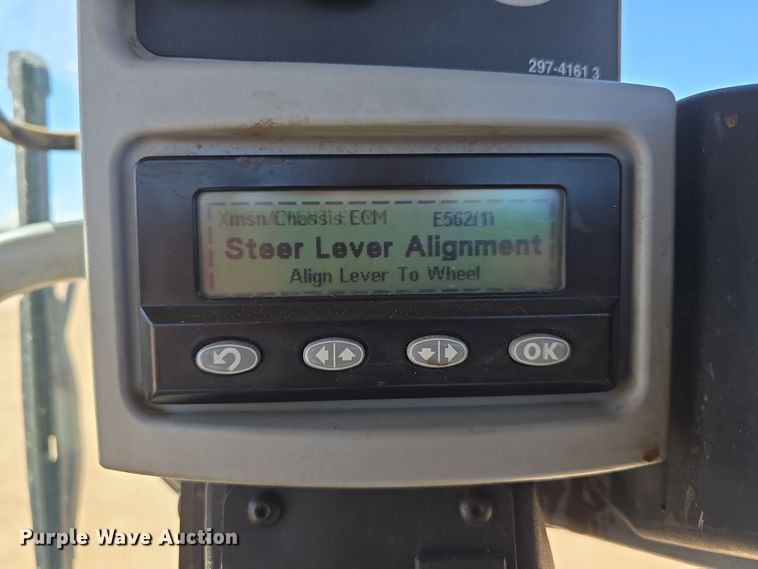 297-4161 3
Xmsn/Chassis ECM E562(1)
Steer Lever Alignment
Align Lever To Wheel
OK
Purple Wave Auction